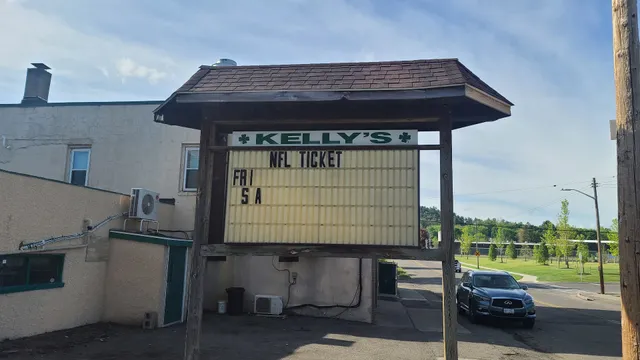 KELLY'S
NFL TICKET
FRI
SA